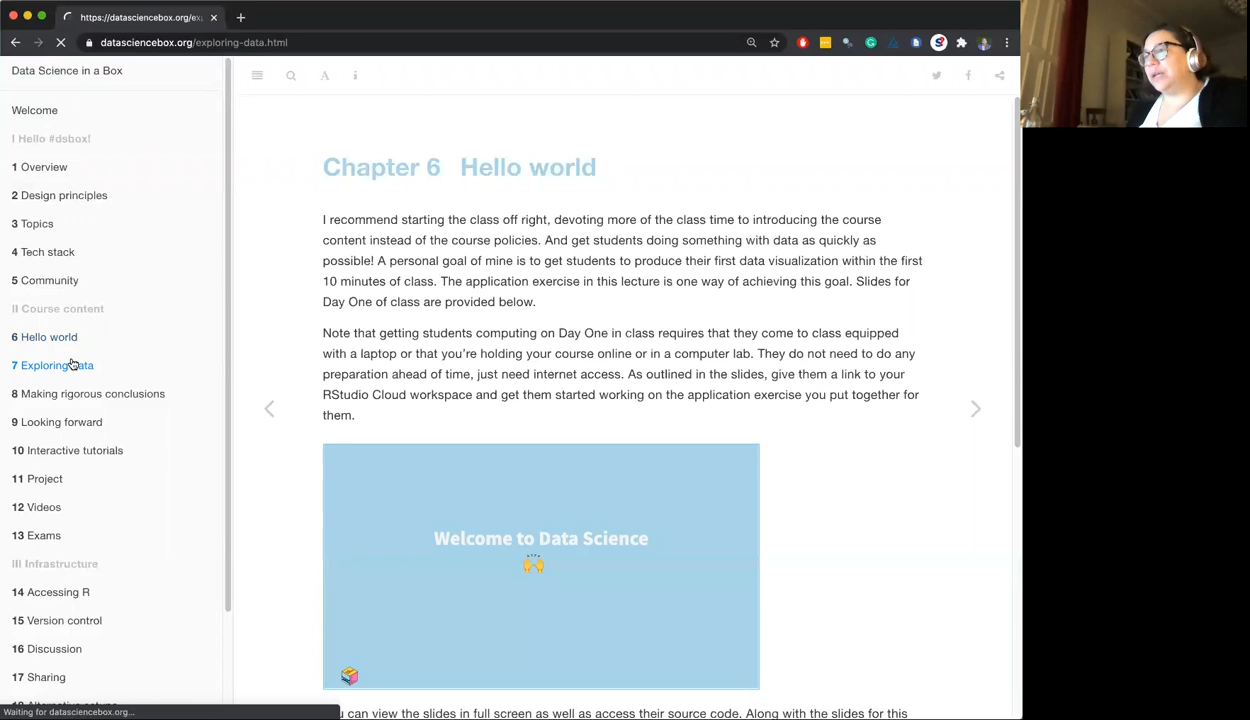 https://datasciencebox.org/ex
datasciencebox.org/exploring-data.html
Data Science in a Box
Welcome
I Hello #dsbox!
1 Overview
2 Design principles
3 Topics
4 Tech stack
5 Community
II Course content
6 Hello world
7 Exploring data
8 Making rigorous conclusions
9 Looking forward
10 Interactive tutorials
11 Project
12 Videos
13 Exams
III Infrastructure
14 Accessing R
15 Version control
16 Discussion
17 Sharing
Waiting for datasciencebox.org...
Chapter 6 Hello world
I recommend starting the class off right, devoting more of the class time to introducing the course
content instead of the course policies. And get students doing something with data as quickly as
possible! A personal goal of mine is to get students to produce their first data visualization within the first
10 minutes of class. The application exercise in this lecture is one way of achieving this goal. Slides for
Day One of class are provided below.
Note that getting students computing on Day One in class requires that they come to class equipped
with a laptop or that you're holding your course online or in a computer lab. They do not need to do any
preparation ahead of time, just need internet access. As outlined in the slides, give them a link to your
RStudio Cloud workspace and get them started working on the application exercise you put together for
them.
Welcome to Data Science
can view the slides in full screen as well as access their source code. Along with the slides for this